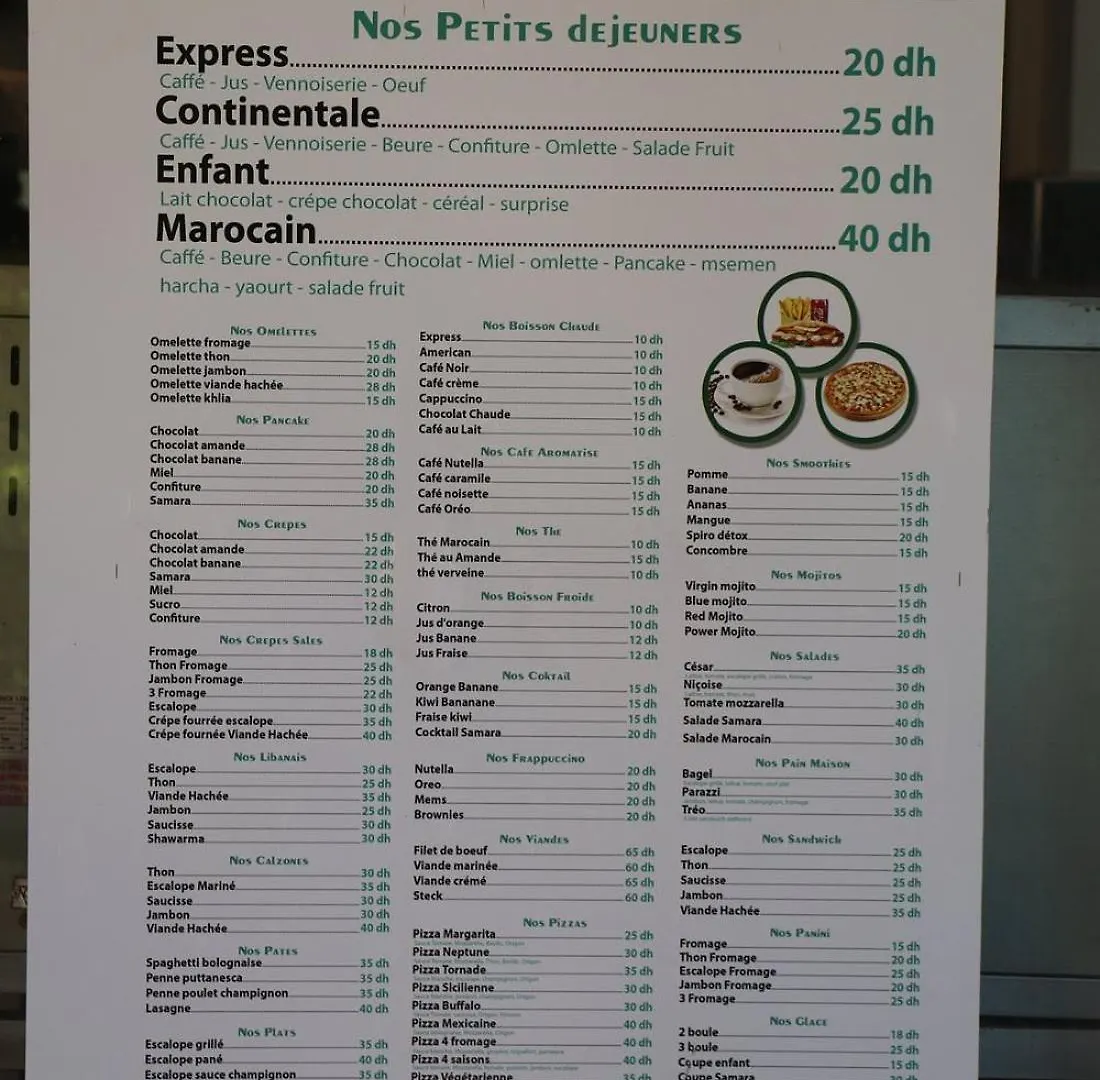 Nos Petits dejeuners
Express 20 dh
Caffé - Jus - Vennoiserie - Oeuf
Continentale 25 dh
Caffé - Jus - Vennoiserie - Beure - Confiture - Omlette - Salade Fruit
Enfant 20 dh
Lait chocolat - crépe chocolat - céréal - surprise
Marocain 40 dh
Caffé - Beure - Confiture - Chocolat - Miel - omlette - Pancake - msemen
harcha - yaourt - salade fruit
Nos Omelettes
Omelette fromage 15 dh
Omelette thon 20 dh
Omelette jambon 20 dh
Omelette viande hachée 28 dh
Omelette khlia 15 dh
Nos Pancake
Chocolat 20 dh
Chocolat amande 28 dh
Chocolat banane 28 dh
Miel 20 dh
Confiture 20 dh
Samara 35 dh
Nos Crepes
Chocolat 15 dh
Chocolat amande 22 dh
Chocolat banane 22 dh
Samara 30 dh
Miel 12 dh
Sucro 12 dh
Confiture 12 dh
Nos Crepes Sales
Fromage 18 dh
Thon Fromage 25 dh
Jambon Fromage 25 dh
3 Fromage 22 dh
Escalope 30 dh
Crépe fourrée escalope 35 dh
Crépe fournée Viande Hachée 40 dh
Nos Libanais
Escalope 30 dh
Thon 25 dh
Viande Hachée 35 dh
Jambon 25 dh
Saucisse 30 dh
Shawarma 30 dh
Nos Calzones
Thon 30 dh
Escalope Mariné 35 dh
Saucisse 30 dh
Jambon 30 dh
Viande Hachée 40 dh
Nos Pates
Spaghetti bolognaise 35 dh
Penne puttanesca 35 dh
Penne poulet champignon 35 dh
Lasagne 40 dh
Nos Plats
Escalope grillé 35 dh
Escalope pané 40 dh
Escalope sauce champignon 35 dh
Nos Boisson Chaude
Express 10 dh
American 10 dh
Café Noir 10 dh
Café crème 10 dh
Cappuccino 15 dh
Chocolat Chaude 15 dh
Café au Lait 10 dh
Nos Cafe Aromatise
Café Nutella 15 dh
Café caramile 15 dh
Café noisette 15 dh
Café Oréo 15 dh
Nos The
Thé Marocain 10 dh
Thé au Amande 15 dh
thé verveine 10 dh
Nos Boisson Froide
Citron 10 dh
Jus d'orange 10 dh
Jus Banane 12 dh
Jus Fraise 12 dh
Nos Coktail
Orange Banane 15 dh
Kiwi Bananane 15 dh
Fraise kiwi 15 dh
Cocktail Samara 20 dh
Nos Frappuccino
Nutella 20 dh
Oreo 20 dh
Mems 20 dh
Brownies 20 dh
Nos Viandes
Filet de boeuf 65 dh
Viande marinée 60 dh
Viande crémé 65 dh
Steck 60 dh
Nos Pizzas
Pizza Margarita 25 dh
Pizza Neptune 30 dh
Pizza Tornade 35 dh
Pizza Sicilienne 30 dh
Pizza Buffalo 30 dh
Pizza Mexicaine 40 dh
Pizza 4 fromage 40 dh
Pizza 4 saisons 40 dh
Pizza Végétarienne 35 dh
Nos Smoothies
Pomme 15 dh
Banane 15 dh
Ananas 15 dh
Mangue 15 dh
Spiro détox 20 dh
Concombre 15 dh
Nos Mojitos
Virgin mojito 15 dh
Blue mojito 15 dh
Red Mojito 15 dh
Power Mojito 20 dh
Nos Salades
César 35 dh
Niçoise 30 dh
Tomate mozzarella 30 dh
Salade Samara 40 dh
Salade Marocain 30 dh
Nos Pain Maison
Bagel 30 dh
Parazzi 30 dh
Tréo 35 dh
Nos Sandwich
Escalope 25 dh
Thon 25 dh
Saucisse 25 dh
Jambon 25 dh
Viande Hachée 35 dh
Nos Panini
Fromage 15 dh
Thon Fromage 20 dh
Escalope Fromage 25 dh
Jambon Fromage 20 dh
3 Fromage 25 dh
Nos Glace
2 boule 18 dh
3 boule 25 dh
Coupe enfant 15 dh
Coupe Samara